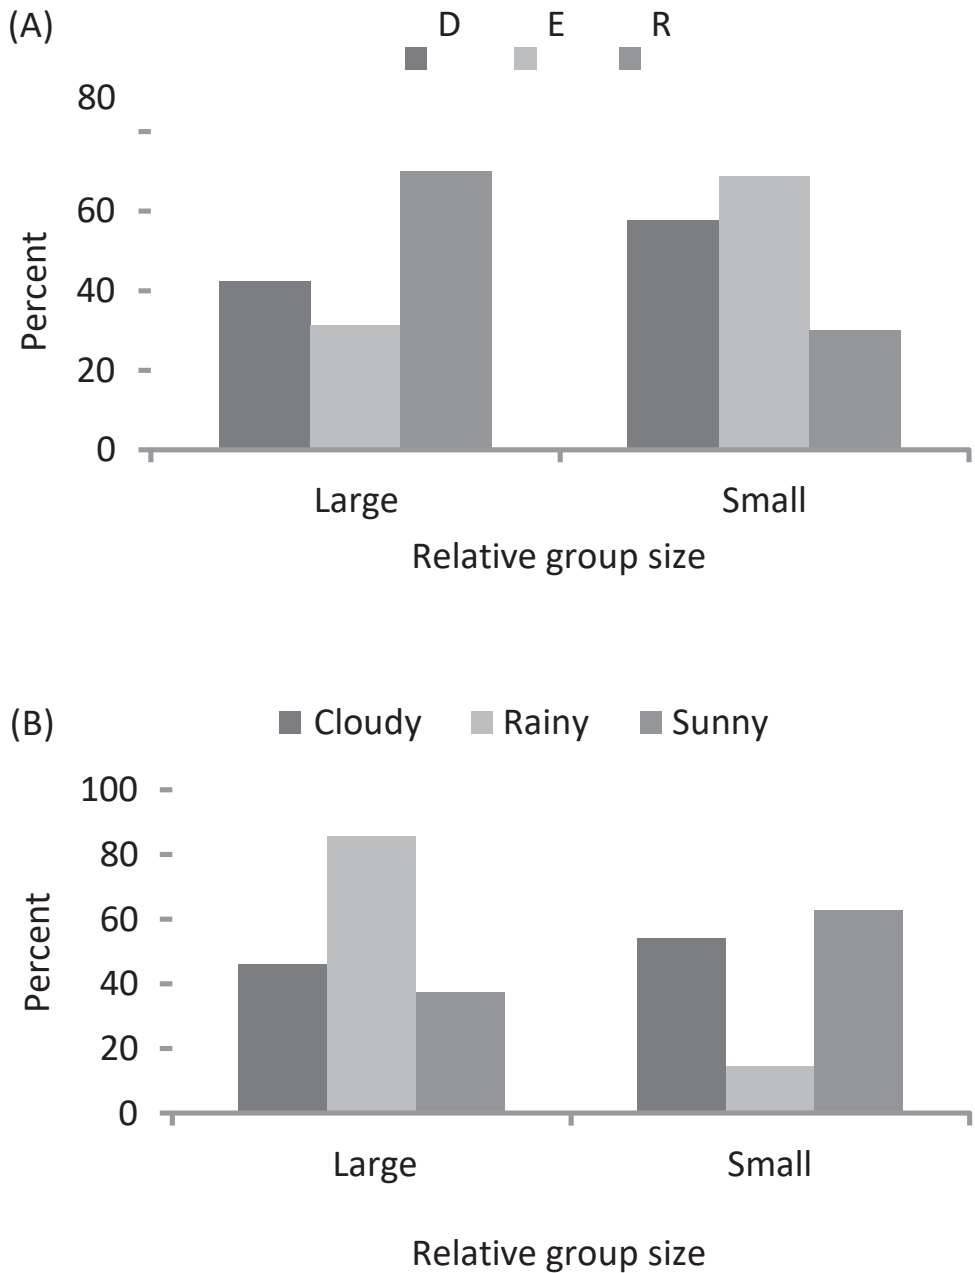 (A)
D E R
80
60
40
20
0
Percent
Large Small
Relative group size
(B)
Cloudy Rainy Sunny
100
80
60
40
20
0
Percent
Large Small
Relative group size